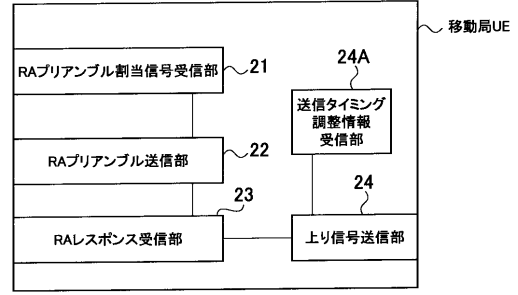 移動局UE
RAプリアンブル割当信号受信部
21
24A
送信タイミング
調整情報
受信部
RAプリアンブル送信部
22
23
24
RAレスポンス受信部
上り信号送信部